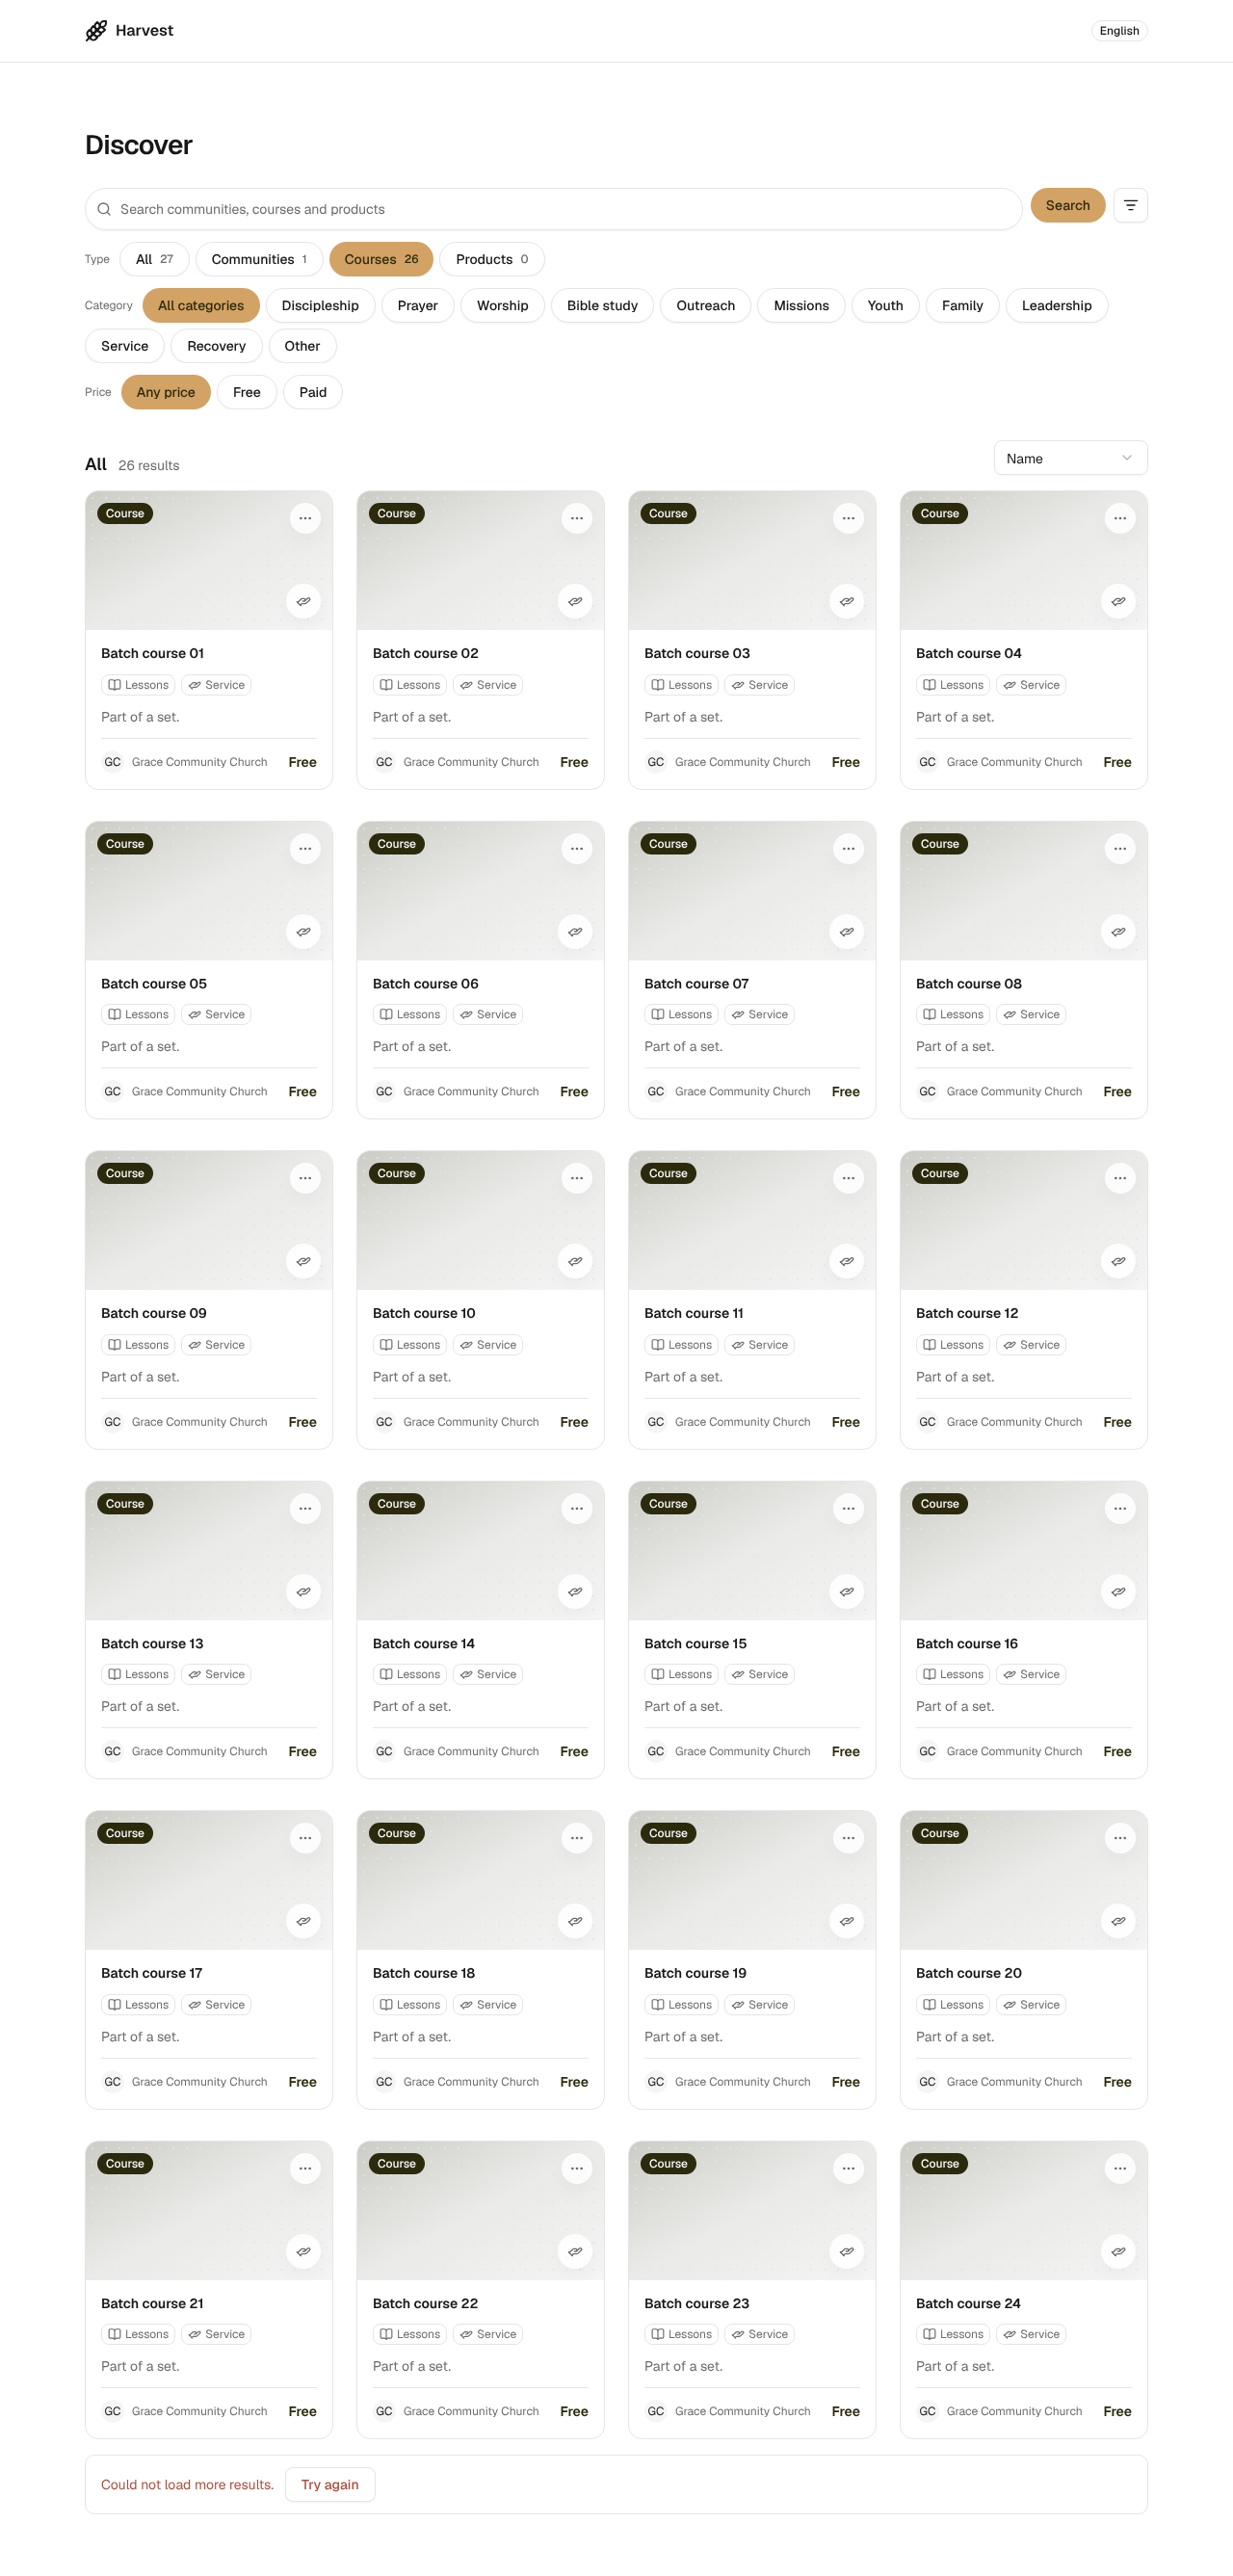 Harvest
English
Discover
Search communities, courses and products
Search
Type All 27 Communities 1 Courses 26 Products 0
Category All categories Discipleship Prayer Worship Bible study Outreach Missions Youth Family Leadership
Service Recovery Other
Price Any price Free Paid
All 26 results
Name
Course Course Course Course
Batch course 01 Batch course 02 Batch course 03 Batch course 04
Lessons Service Lessons Service Lessons Service Lessons Service
Part of a set. Part of a set. Part of a set. Part of a set.
GC Grace Community Church Free GC Grace Community Church Free GC Grace Community Church Free GC Grace Community Church Free
Course Course Course Course
Batch course 05 Batch course 06 Batch course 07 Batch course 08
Lessons Service Lessons Service Lessons Service Lessons Service
Part of a set. Part of a set. Part of a set. Part of a set.
GC Grace Community Church Free GC Grace Community Church Free GC Grace Community Church Free GC Grace Community Church Free
Course Course Course Course
Batch course 09 Batch course 10 Batch course 11 Batch course 12
Lessons Service Lessons Service Lessons Service Lessons Service
Part of a set. Part of a set. Part of a set. Part of a set.
GC Grace Community Church Free GC Grace Community Church Free GC Grace Community Church Free GC Grace Community Church Free
Course Course Course Course
Batch course 13 Batch course 14 Batch course 15 Batch course 16
Lessons Service Lessons Service Lessons Service Lessons Service
Part of a set. Part of a set. Part of a set. Part of a set.
GC Grace Community Church Free GC Grace Community Church Free GC Grace Community Church Free GC Grace Community Church Free
Course Course Course Course
Batch course 17 Batch course 18 Batch course 19 Batch course 20
Lessons Service Lessons Service Lessons Service Lessons Service
Part of a set. Part of a set. Part of a set. Part of a set.
GC Grace Community Church Free GC Grace Community Church Free GC Grace Community Church Free GC Grace Community Church Free
Course Course Course Course
Batch course 21 Batch course 22 Batch course 23 Batch course 24
Lessons Service Lessons Service Lessons Service Lessons Service
Part of a set. Part of a set. Part of a set. Part of a set.
GC Grace Community Church Free GC Grace Community Church Free GC Grace Community Church Free GC Grace Community Church Free
Could not load more results. Try again